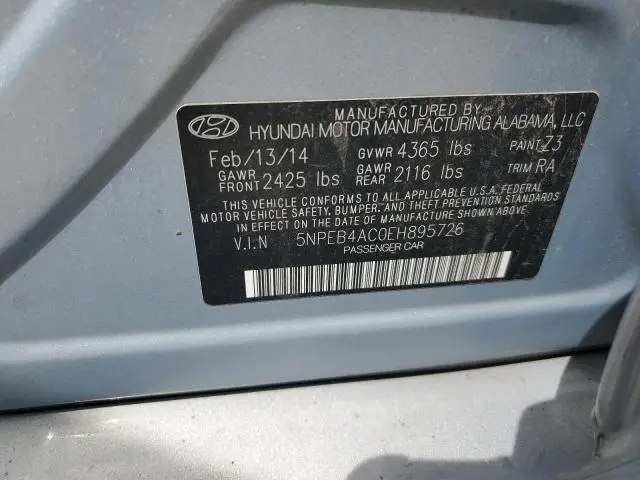 MANUFACTURED BY
HYUNDAI MOTOR MANUFACTURING ALABAMA, LLC
Feb/13/14 GVWR 4365 lbs PAINT Z3
GAWR FRONT 2425 lbs GAWR REAR 2116 lbs TRIM RA
THIS VEHICLE CONFORMS TO ALL APPLICABLE U.S.A. FEDERAL
MOTOR VEHICLE SAFETY, BUMPER, AND THEFT PREVENTION STANDARDS
IN EFFECT ON THE DATE OF MANUFACTURE SHOWN ABOVE.
V.I.N 5NPEB4AC0EH895726
PASSENGER CAR